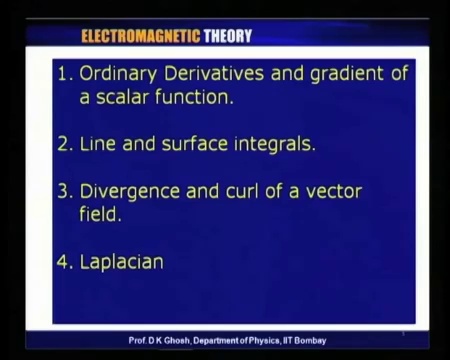 ELECTROMAGNETIC THEORY
1. Ordinary Derivatives and gradient of
a scalar function.
2. Line and surface integrals.
3. Divergence and curl of a vector
field.
4. Laplacian
Prof. D K Ghosh, Department of Physics, IIT Bombay